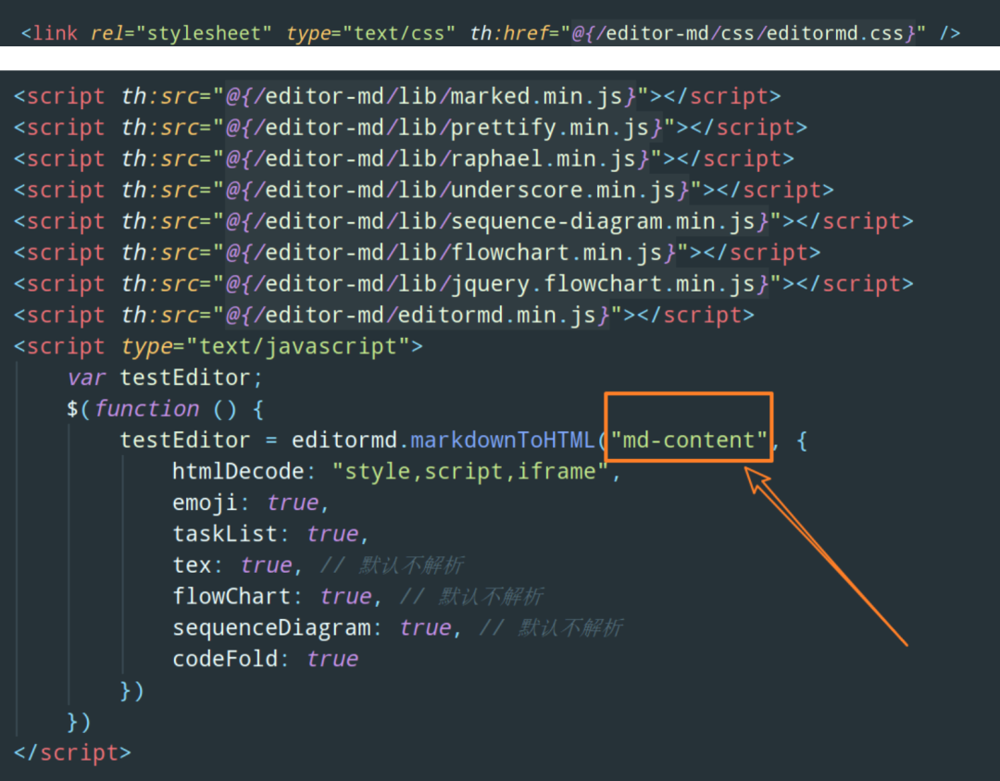 <link rel="stylesheet" type="text/css" th:href="@{/editor-md/css/editormd.css}" />
<script th:src="@{/editor-md/lib/marked.min.js}"></script>
<script th:src="@{/editor-md/lib/prettify.min.js}"></script>
<script th:src="@{/editor-md/lib/raphael.min.js}"></script>
<script th:src="@{/editor-md/lib/underscore.min.js}"></script>
<script th:src="@{/editor-md/lib/sequence-diagram.min.js}"></script>
<script th:src="@{/editor-md/lib/flowchart.min.js}"></script>
<script th:src="@{/editor-md/lib/jquery.flowchart.min.js}"></script>
<script th:src="@{/editor-md/editormd.min.js}"></script>
<script type="text/javascript">
    var testEditor;
    $(function () {
        testEditor = editormd.markdownToHTML("md-content", {
            htmlDecode: "style,script,iframe",
            emoji: true,
            taskList: true,
            tex: true, // 默认不解析
            flowChart: true, // 默认不解析
            sequenceDiagram: true, // 默认不解析
            codeFold: true
        })
    })
</script>